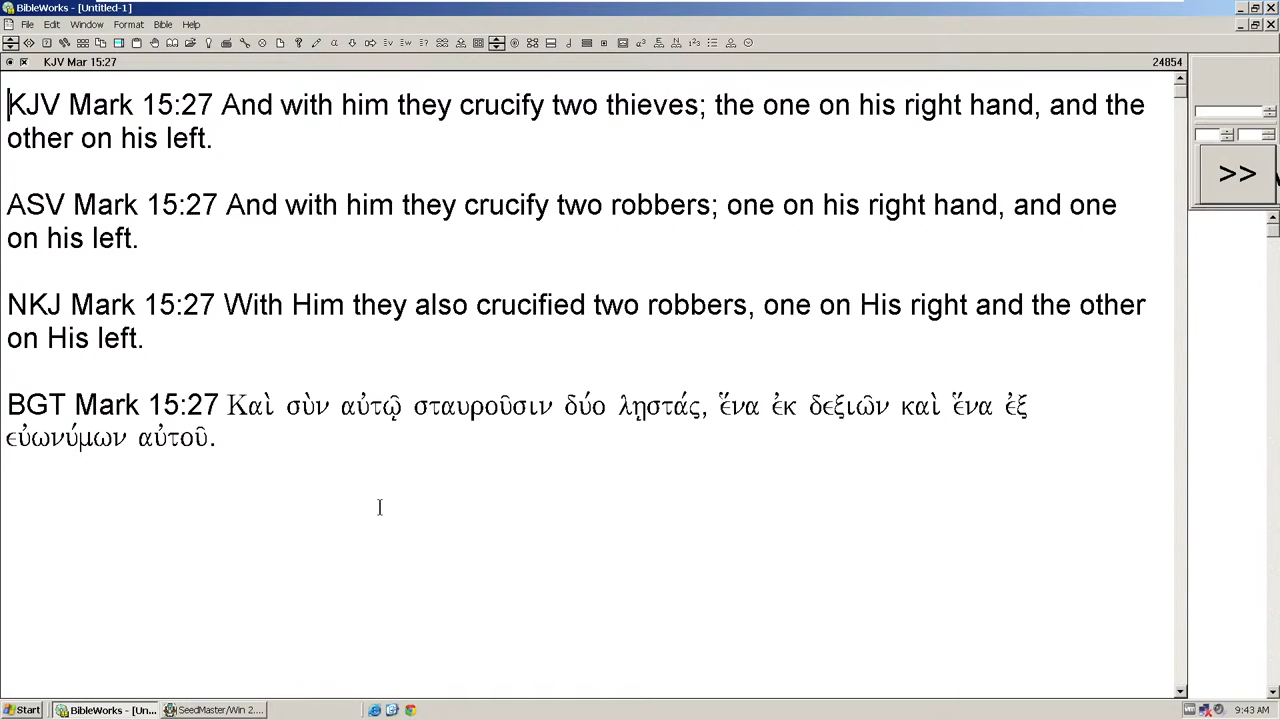 BibleWorks - [Untitled-1]
File Edit Window Format Bible Help
KJV Mar 15:27 24854
KJV Mark 15:27 And with him they crucify two thieves; the one on his right hand, and the
other on his left.
ASV Mark 15:27 And with him they crucify two robbers; one on his right hand, and one
on his left.
NKJ Mark 15:27 With Him they also crucified two robbers, one on His right and the other
on His left.
BGT Mark 15:27 Καὶ σὺν αὐτῷ σταυροῦσιν δύο λῃστάς, ἕνα ἐκ δεξιῶν καὶ ἕνα ἐξ
εὐωνύμων αὐτοῦ.
>>
Start BibleWorks - [Un... SeedMaster/Win 2.... 9:43 AM